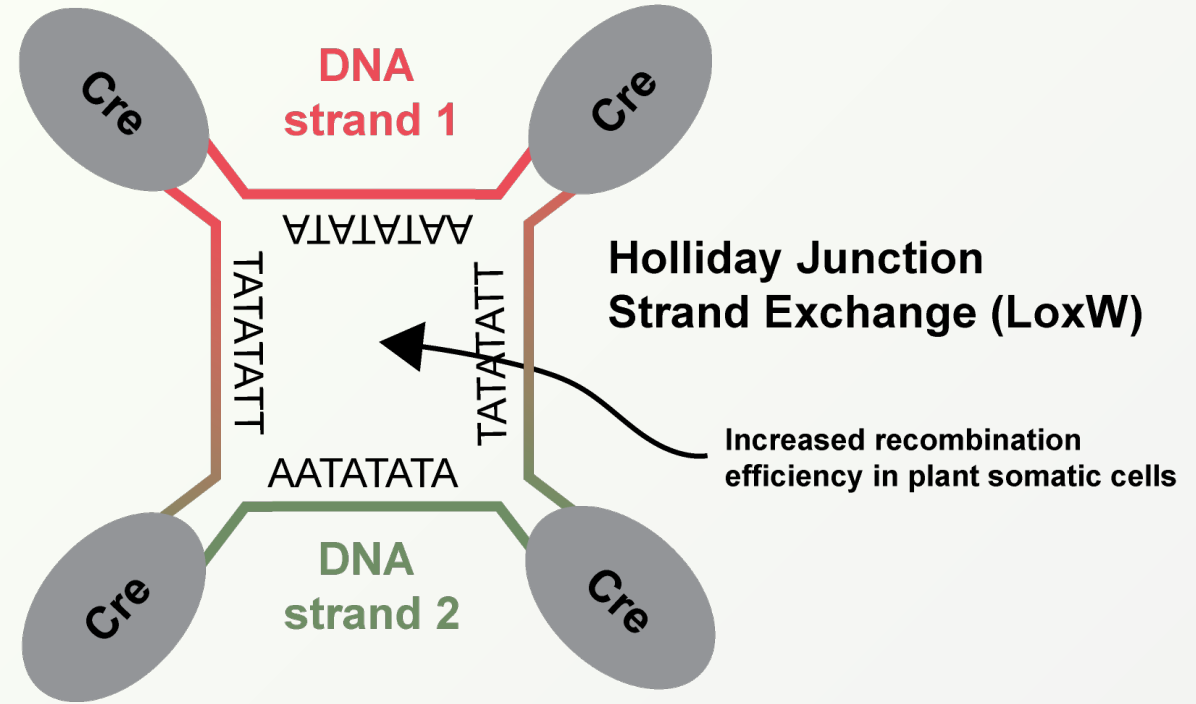 Cre
DNA
strand 1
Cre
AATATATA
TATATATT
TATATATT
Holliday Junction
Strand Exchange (LoxW)
Increased recombination
efficiency in plant somatic cells
AATATATA
DNA
strand 2
Cre
Cre